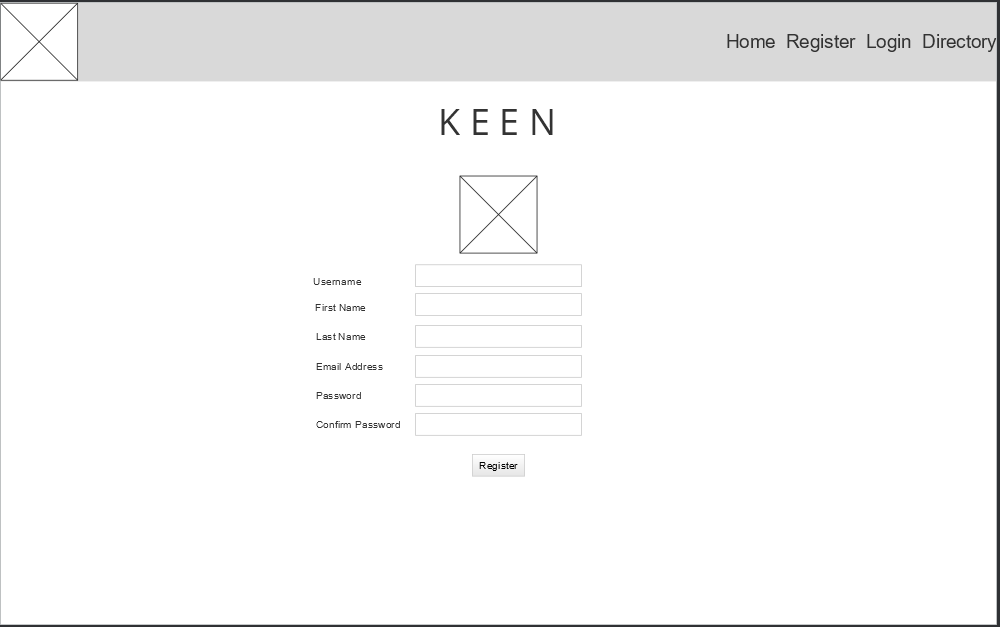 Home Register Login Directory
KEEN
Username
First Name
Last Name
Email Address
Password
Confirm Password
Register